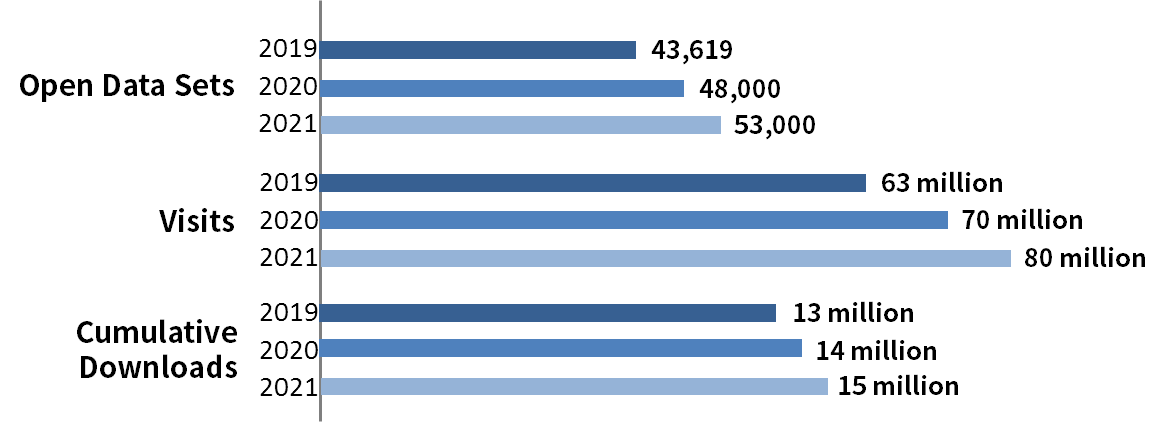 2019 43,619
Open Data Sets 2020 48,000
2021 53,000
2019 63 million
Visits 2020 70 million
2021 80 million
2019 13 million
Cumulative
Downloads
2020 14 million
2021 15 million